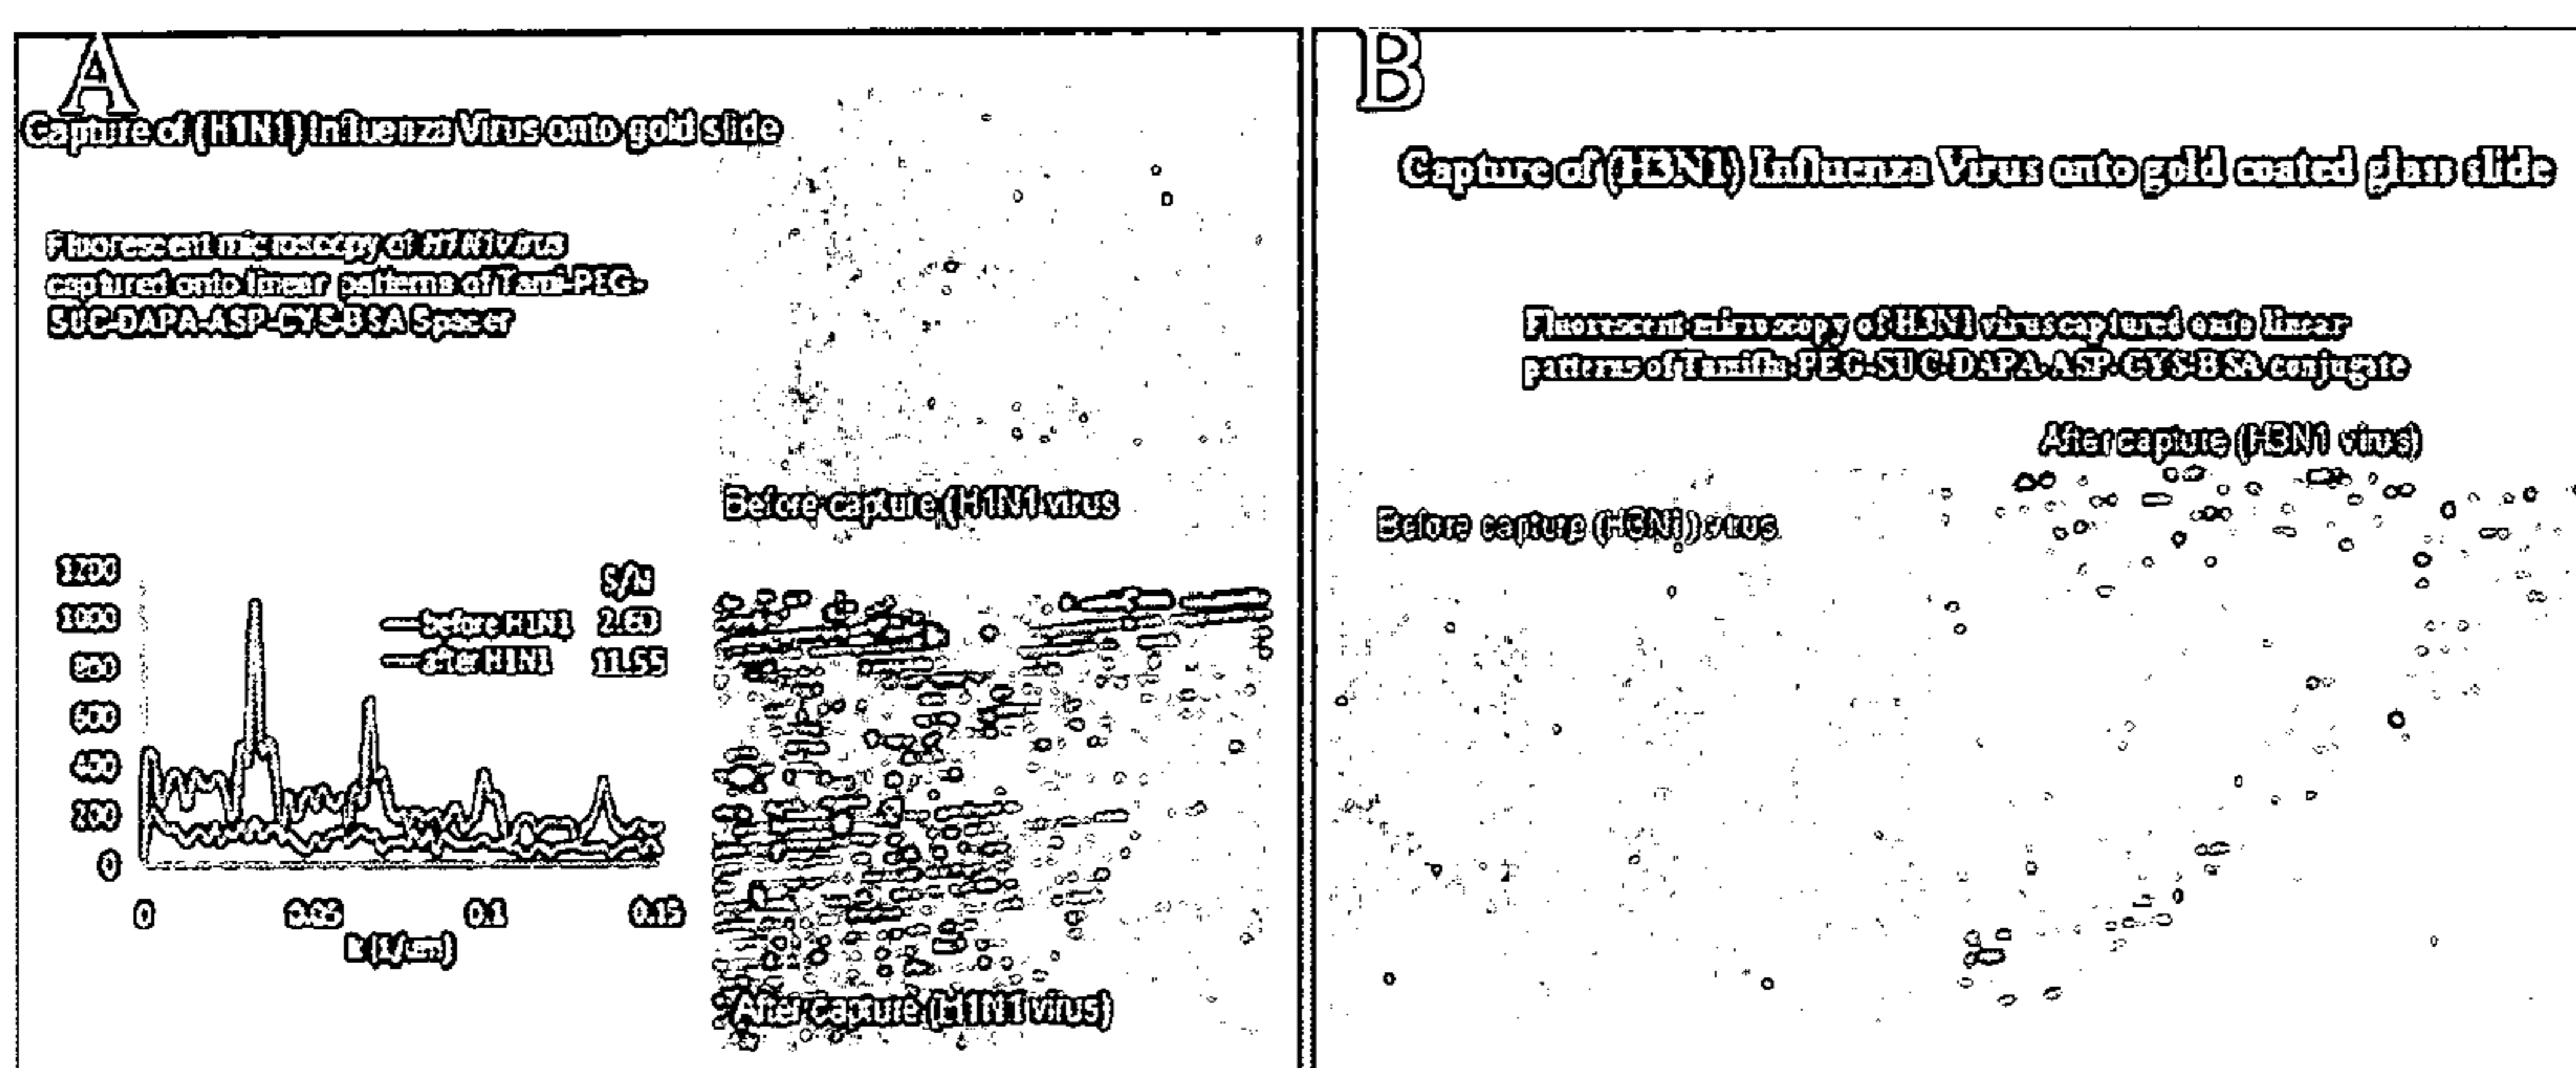 A
Capture of (H1N1) Influenza Virus onto gold slide
Fluorescent microscopy of H1N1 virus
captured onto linear patterns of Tami-PEG-
SUC-DAPA-ASP-CYS-BSA Spacer
Before capture (H1N1 virus
1200
1000
800
600
400
200
0
S/N
before H1N1 2.60
after H1N1 11.55
0 0.05 0.1 0.15
k (1/um)
After Capture (H1N1 virus)
B
Capture of (H3N1) Influenza Virus onto gold coated glass slide
Fluorescent microscopy of H3N1 virus captured onto linear
patterns of Tamiflu-PEG-SUC-DAPA-ASP-CYS-BSA conjugate
After capture (H3N1 virus)
Before capture (H3N1) virus